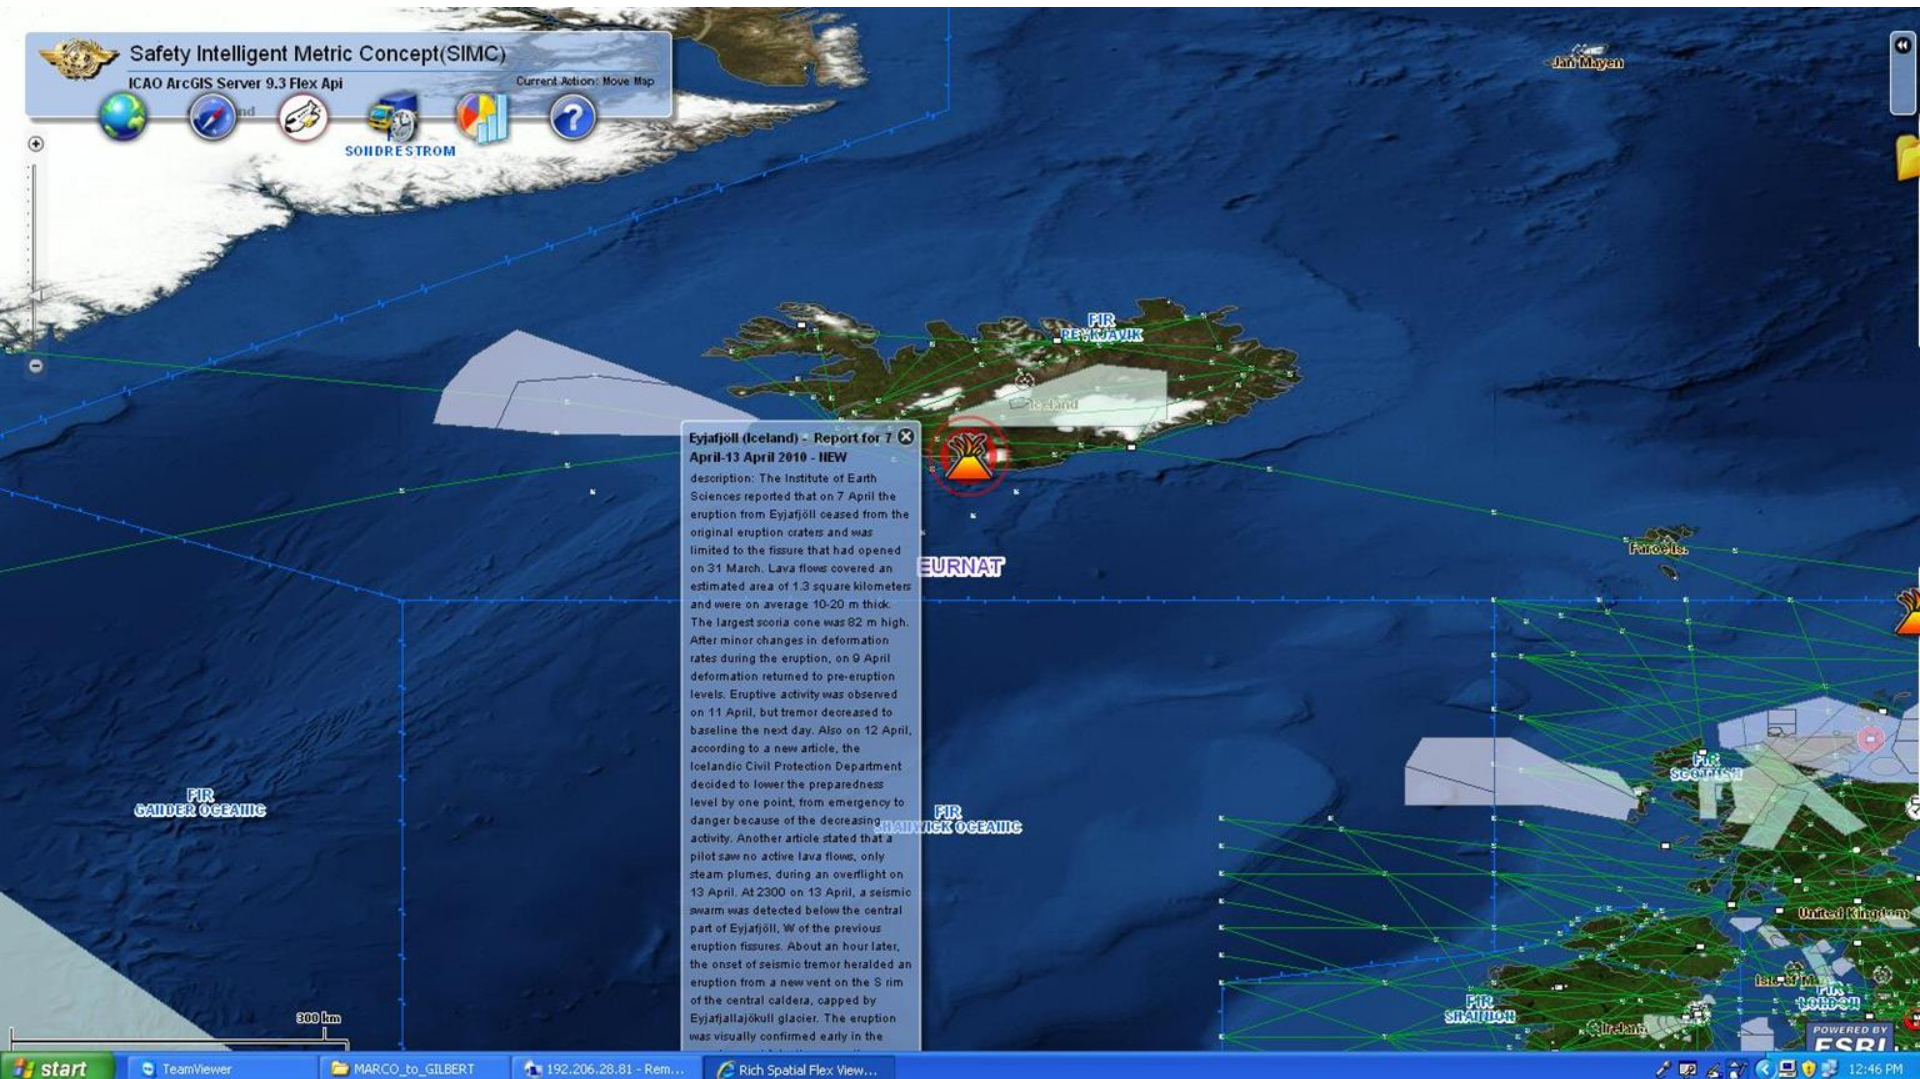 Safety Intelligent Metric Concept(SIMC)
ICAO ArcGIS Server 9.3 Flex Api
Current Action: Move Map
nd
SONDRESTROM
Jan Mayen
FIR
REYKJAVIK
Iceland
Eyjafjöll (Iceland) - Report for 7
April-13 April 2010 - NEW
description: The Institute of Earth
Sciences reported that on 7 April the
eruption from Eyjafjöll ceased from the
original eruption craters and was
limited to the fissure that had opened
on 31 March. Lava flows covered an
estimated area of 1.3 square kilometers
and were on average 10-20 m thick.
The largest scoria cone was 82 m high.
After minor changes in deformation
rates during the eruption, on 9 April
deformation returned to pre-eruption
levels. Eruptive activity was observed
on 11 April, but tremor decreased to
baseline the next day. Also on 12 April,
according to a new article, the
Icelandic Civil Protection Department
decided to lower the preparedness
level by one point, from emergency to
danger because of the decreasing
activity. Another article stated that a
pilot saw no active lava flows, only
steam plumes, during an overflight on
13 April. At 2300 on 13 April, a seismic
swarm was detected below the central
part of Eyjafjöll, W of the previous
eruption fissures. About an hour later,
the onset of seismic tremor heralded an
eruption from a new vent on the S rim
of the central caldera, capped by
Eyjafjallajökull glacier. The eruption
was visually confirmed early in the
EURNAT
Faroe Is.
FIR
GANDER OCEANIC
FIR
SHANWICK OCEANIC
FIR
SCOTTISH
United Kingdom
Isle of M
FIR
LONDON
FIR
SHANNON
Ireland
300 km
POWERED BY
ESRI
start
TeamViewer
MARCO_to_GILBERT
192.206.28.81 - Rem...
Rich Spatial Flex View...
12:46 PM